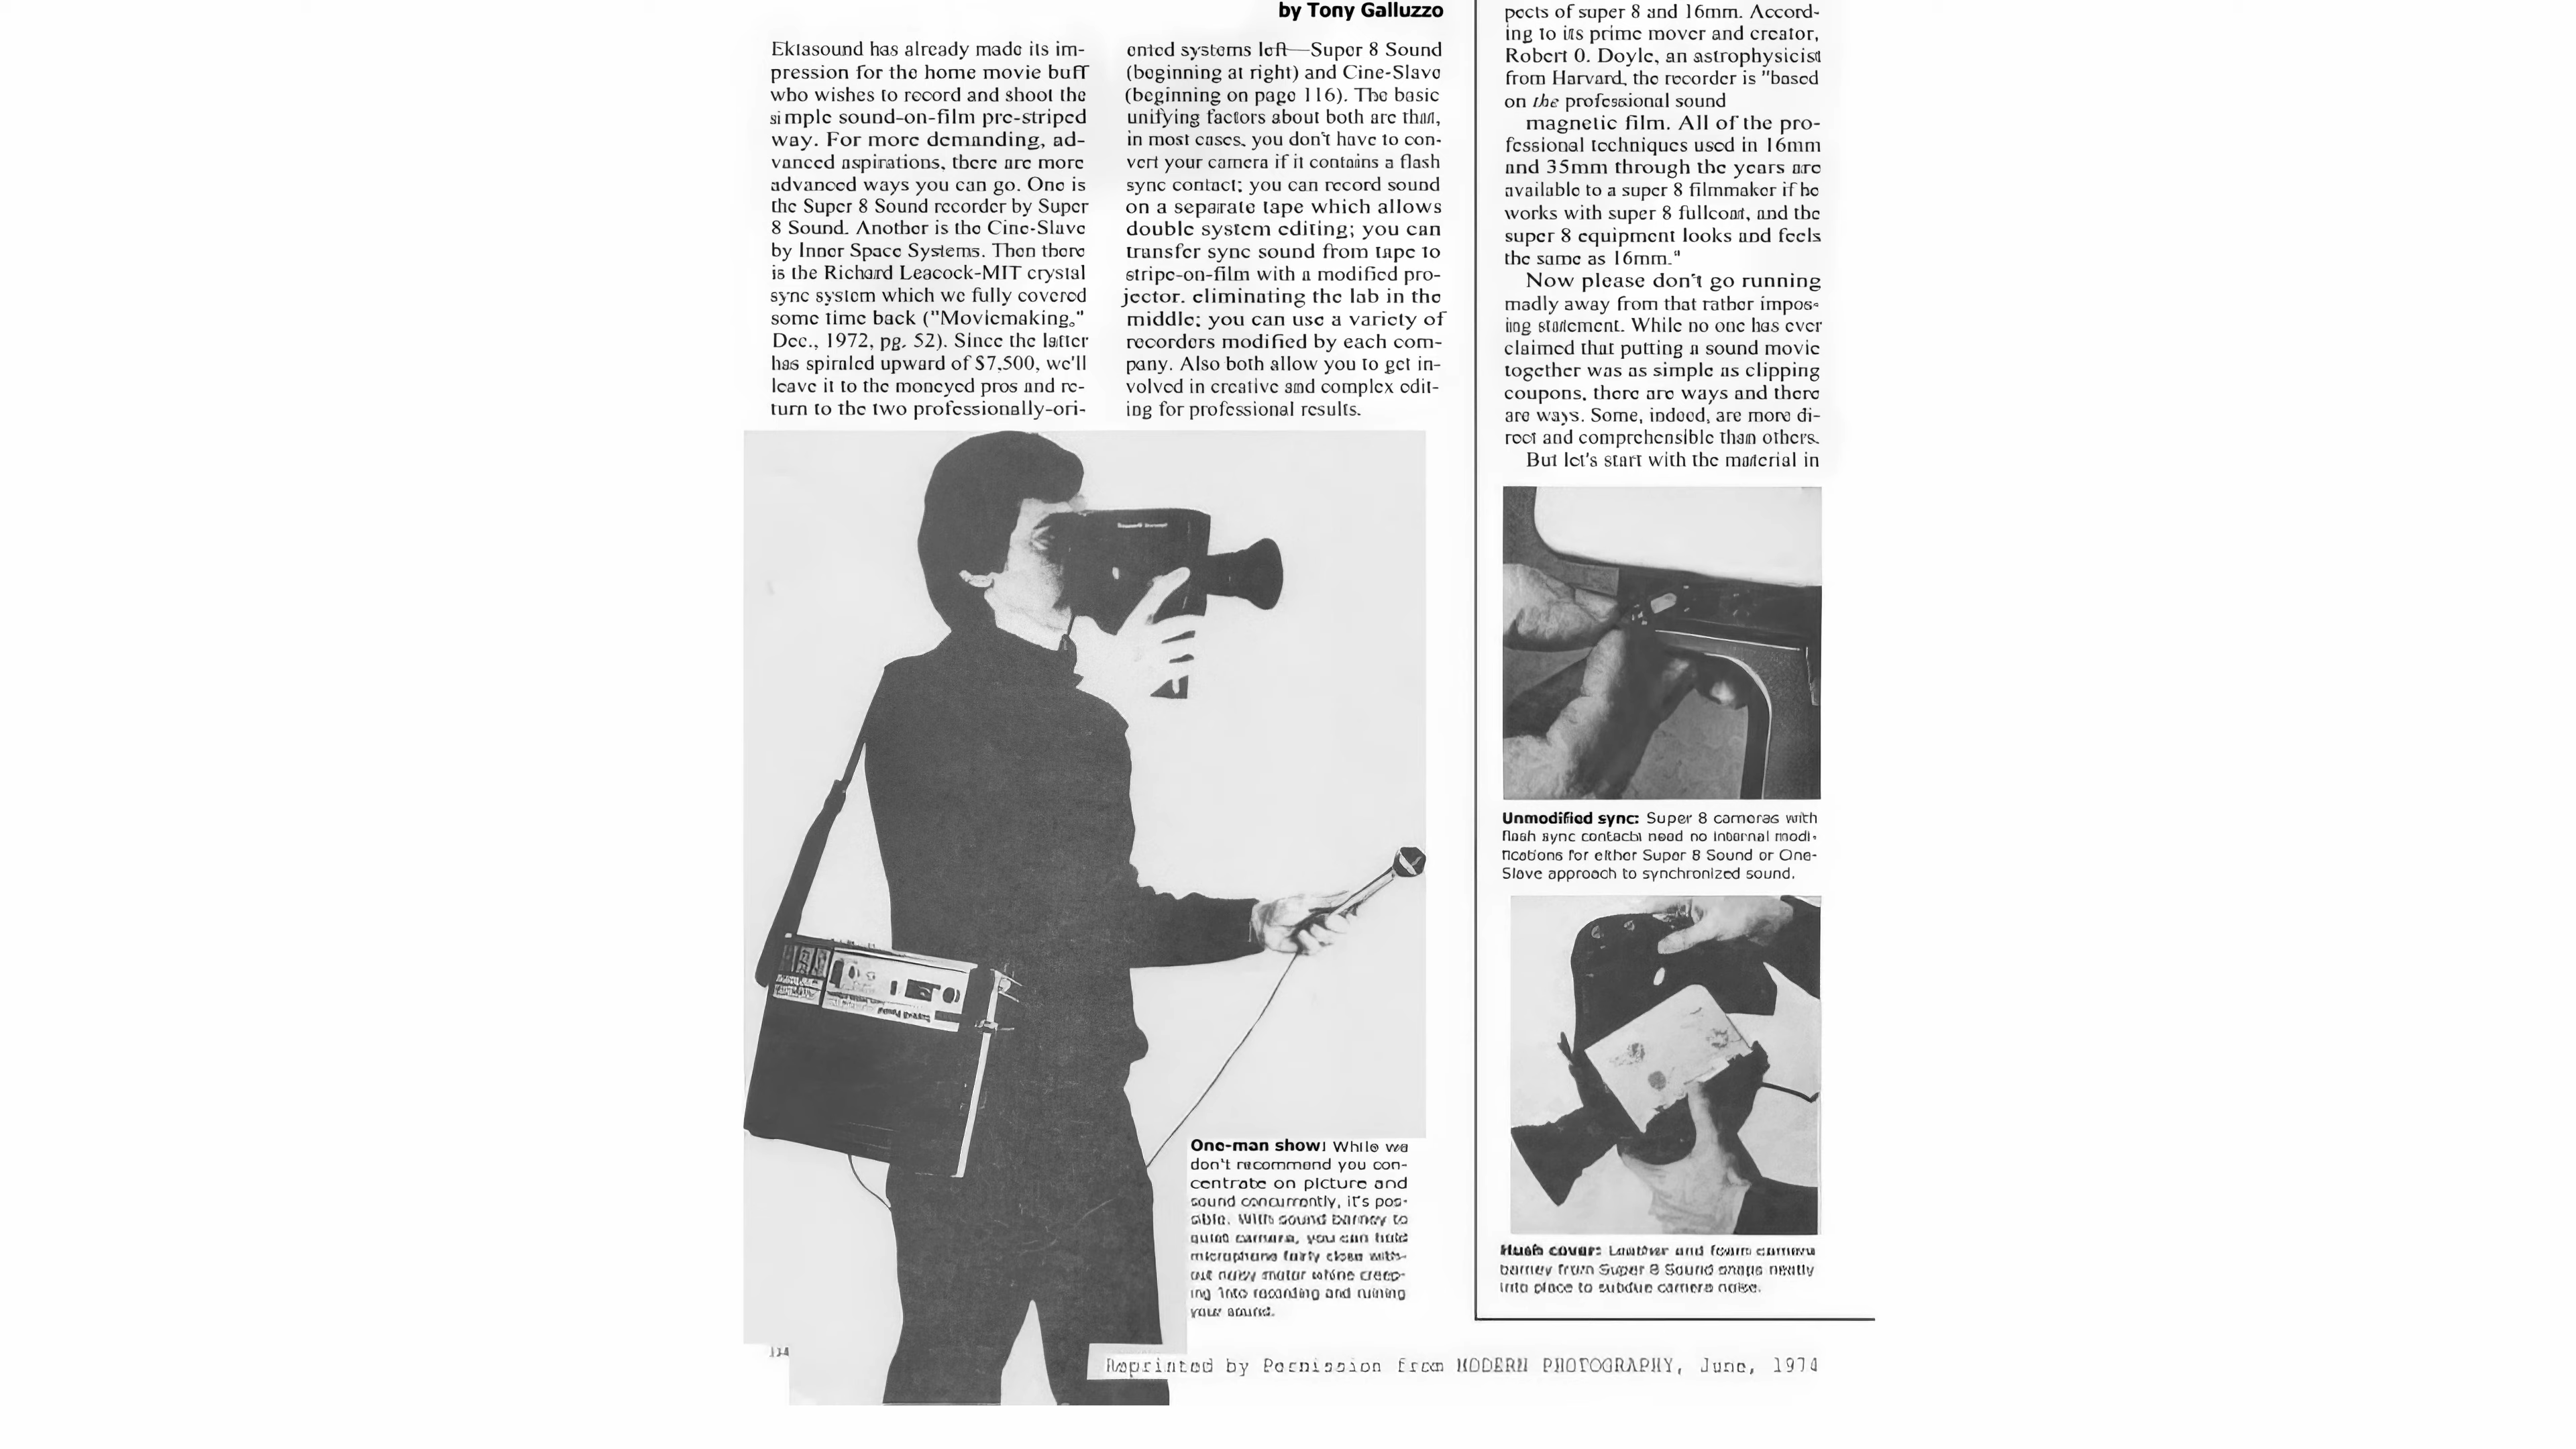 by Tony Galluzzo
Ektasound has already made its im-
pression for the home movie buff
who wishes to record and shoot the
simple sound-on-film pre-striped
way. For more demanding, ad-
vanced aspirations, there are more
advanced ways you can go. One is
the Super 8 Sound recorder by Super
8 Sound. Another is the Cine-Slave
by Inner Space Systems. Then there
is the Richard Leacock-MIT crystal
sync system which we fully covered
some time back ("Moviemaking,"
Dec., 1972, pg. 52). Since the latter
has spiraled upward of $7,500, we'll
leave it to the moneyed pros and re-
turn to the two professionally-ori-
ented systems left—Super 8 Sound
(beginning at right) and Cine-Slave
(beginning on page 116). The basic
unifying factors about both are that,
in most cases, you don't have to con-
vert your camera if it contains a flash
sync contact; you can record sound
on a separate tape which allows
double system editing; you can
transfer sync sound from tape to
stripe-on-film with a modified pro-
jector. eliminating the lab in the
middle; you can use a variety of
recorders modified by each com-
pany. Also both allow you to get in-
volved in creative and complex edit-
ing for professional results.
One-man show! While we
don't recommend you con-
centrate on picture and
sound concurrently, it's pos-
sible. With sound barney to
quiet camera, you can hold
microphone fairly close with-
out noisy motor whine creep-
ing into recording and ruining
your sound.
pects of super 8 and 16mm. Accord-
ing to its prime mover and creator,
Robert O. Doyle, an astrophysicist
from Harvard, the recorder is "based
on the professional sound
magnetic film. All of the pro-
fessional techniques used in 16mm
and 35mm through the years are
available to a super 8 filmmaker if he
works with super 8 fullcoat, and the
super 8 equipment looks and feels
the same as 16mm."
Now please don't go running
madly away from that rather impos-
ing statement. While no one has ever
claimed that putting a sound movie
together was as simple as clipping
coupons, there are ways and there
are ways. Some, indeed, are more di-
rect and comprehensible than others.
But let's start with the material in
Unmodified sync: Super 8 cameras with
flash sync contacts need no internal modi-
fications for either Super 8 Sound or One-
Slave approach to synchronized sound.
Hush cover: Leather and foam camera
barney from Super 8 Sound snaps neatly
into place to subdue camera noise.
Reprinted by Permission from MODERN PHOTOGRAPHY, June, 1974